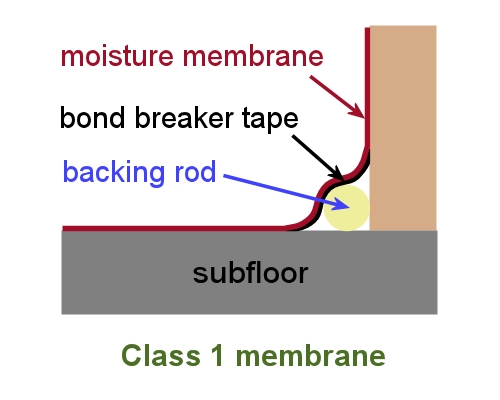 moisture membrane
bond breaker tape
backing rod
subfloor
Class 1 membrane